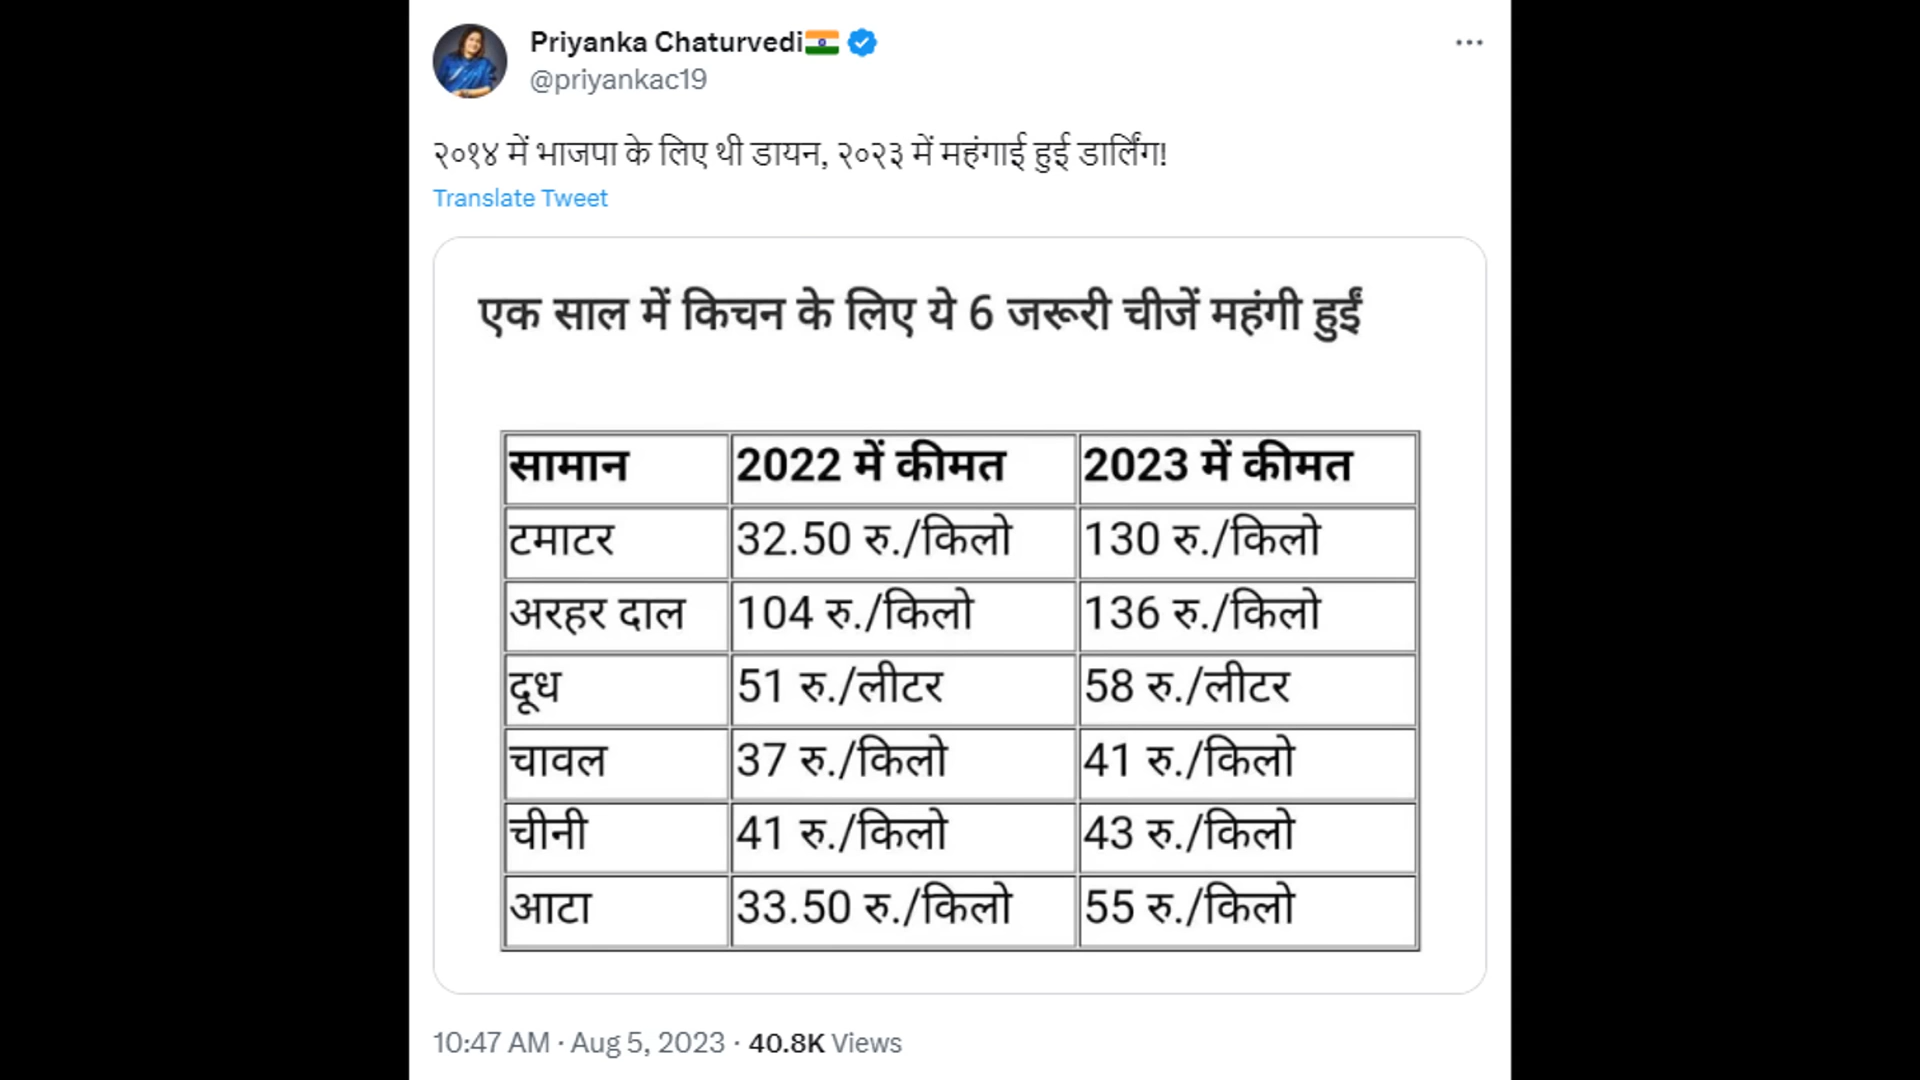 Priyanka Chaturvedi🇮🇳
@priyankac19
२०१४ में भाजपा के लिए थी डायन, २०२३ में महंगाई हुई डार्लिंग!
Translate Tweet
एक साल में किचन के लिए ये 6 जरूरी चीजें महंगी हुईं
सामान 2022 में कीमत 2023 में कीमत
टमाटर 32.50 रु./किलो 130 रु./किलो
अरहर दाल 104 रु./किलो 136 रु./किलो
दूध 51 रु./लीटर 58 रु./लीटर
चावल 37 रु./किलो 41 रु./किलो
चीनी 41 रु./किलो 43 रु./किलो
आटा 33.50 रु./किलो 55 रु./किलो
10:47 AM · Aug 5, 2023 · 40.8K Views